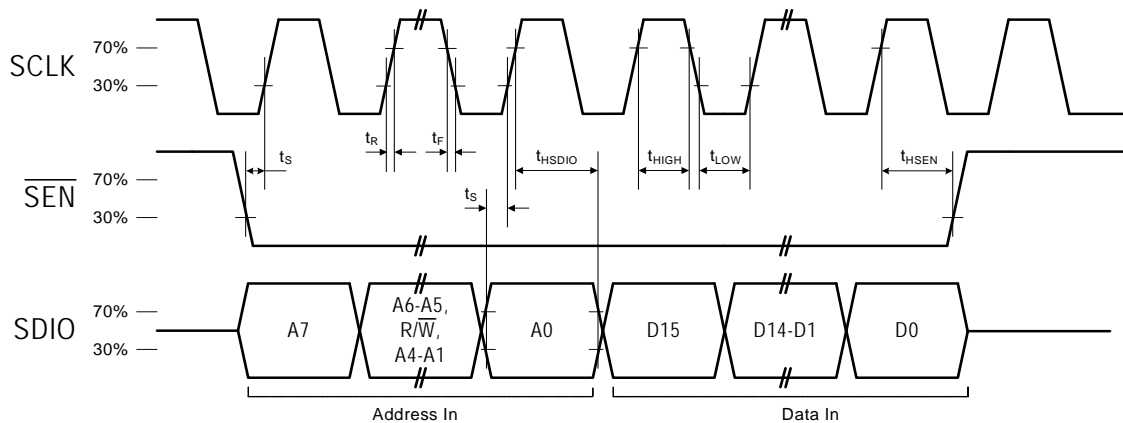 SCLK
70%
30%
tS
tR
tF
tHSDIO
tHIGH
tLOW
tHSEN
SEN
70%
30%
tS
SDIO
70%
30%
A7
A6-A5,
R/W,
A4-A1
A0
D15
D14-D1
D0
Address In
Data In